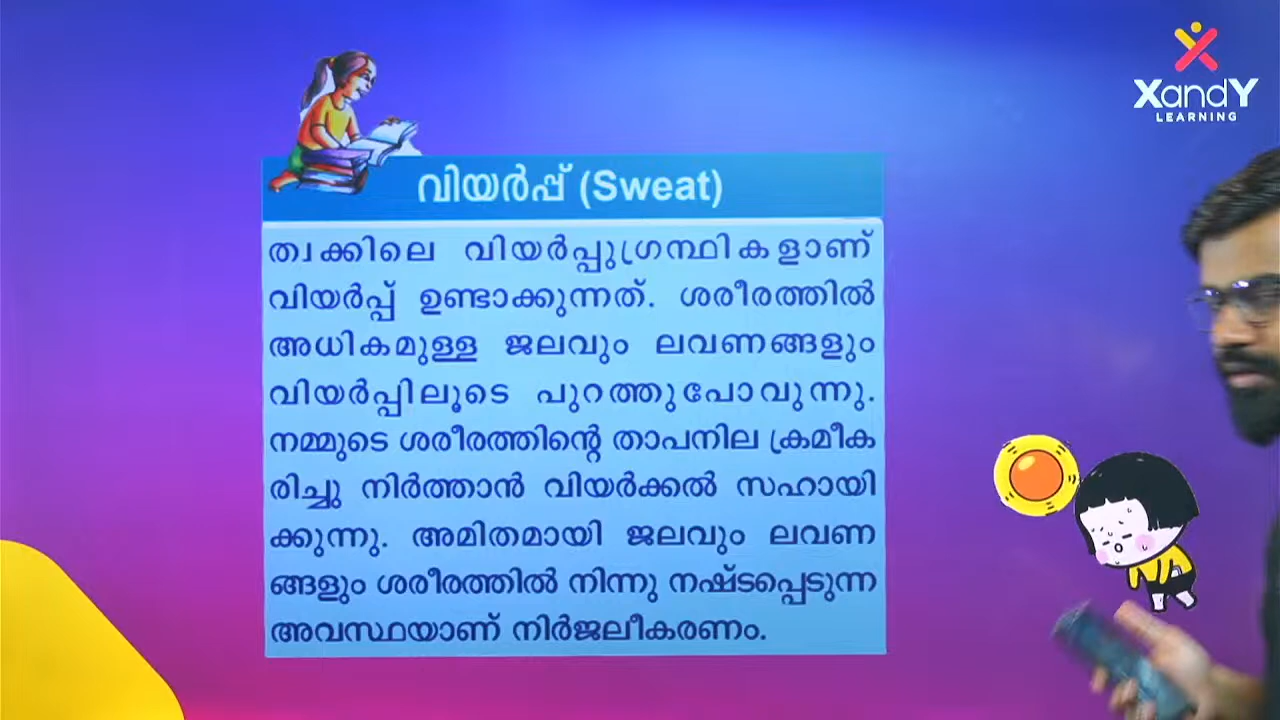 XandY
LEARNING
വിയർപ്പ് (Sweat)
ത്വക്കിലെ വിയർപ്പുഗ്രന്ഥികളാണ്
വിയർപ്പ് ഉണ്ടാക്കുന്നത്. ശരീരത്തിൽ
അധികമുള്ള ജലവും ലവണങ്ങളും
വിയർപ്പിലൂടെ പുറത്തുപോവുന്നു.
നമ്മുടെ ശരീരത്തിന്റെ താപനില ക്രമീക
രിച്ചു നിർത്താൻ വിയർക്കൽ സഹായി
ക്കുന്നു. അമിതമായി ജലവും ലവണ
ങ്ങളും ശരീരത്തിൽ നിന്നു നഷ്ടപ്പെടുന്ന
അവസ്ഥയാണ് നിർജലീകരണം.